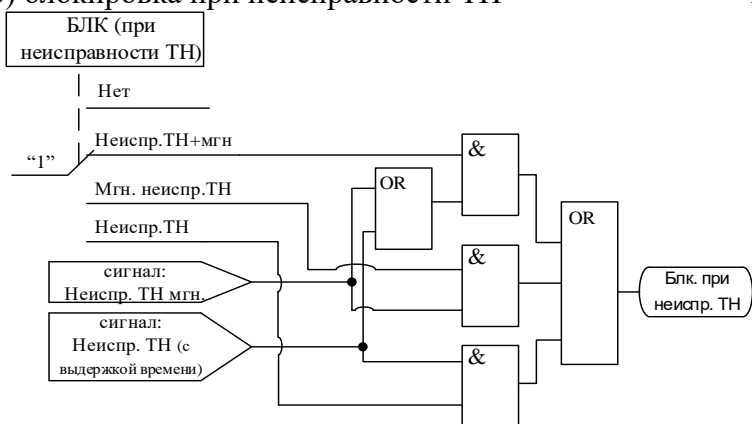 ) блокировка при неисправности ТН
БЛК (при
неисправности ТН)
Нет
Неиспр.ТН+мгн
“1”
Мгн. неиспр.ТН
Неиспр.ТН
&
OR
&
&
OR
сигнал:
Неиспр. ТН мгн.
сигнал:
Неиспр. ТН (с
выдержкой времени)
Блк. при
неиспр. ТН